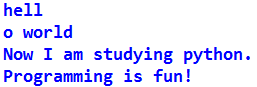 hell
o world
Now I am studying python.
Programming is fun!